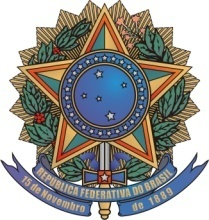 REPÚBLICA FEDERATIVA DO BRASIL
15 de Novembro
de 1889